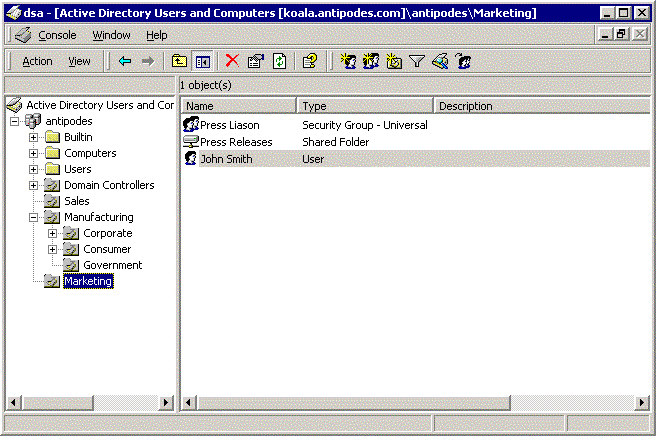 dsa - [Active Directory Users and Computers [koala.antipodes.com]\antipodes\Marketing]
Console Window Help
Action View
1 object(s)
Active Directory Users and Cor
antipodes
Builtin
Computers
Users
Domain Controllers
Sales
Manufacturing
Corporate
Consumer
Government
Marketing
Name Type Description
Press Liason Security Group - Universal
Press Releases Shared Folder
John Smith User